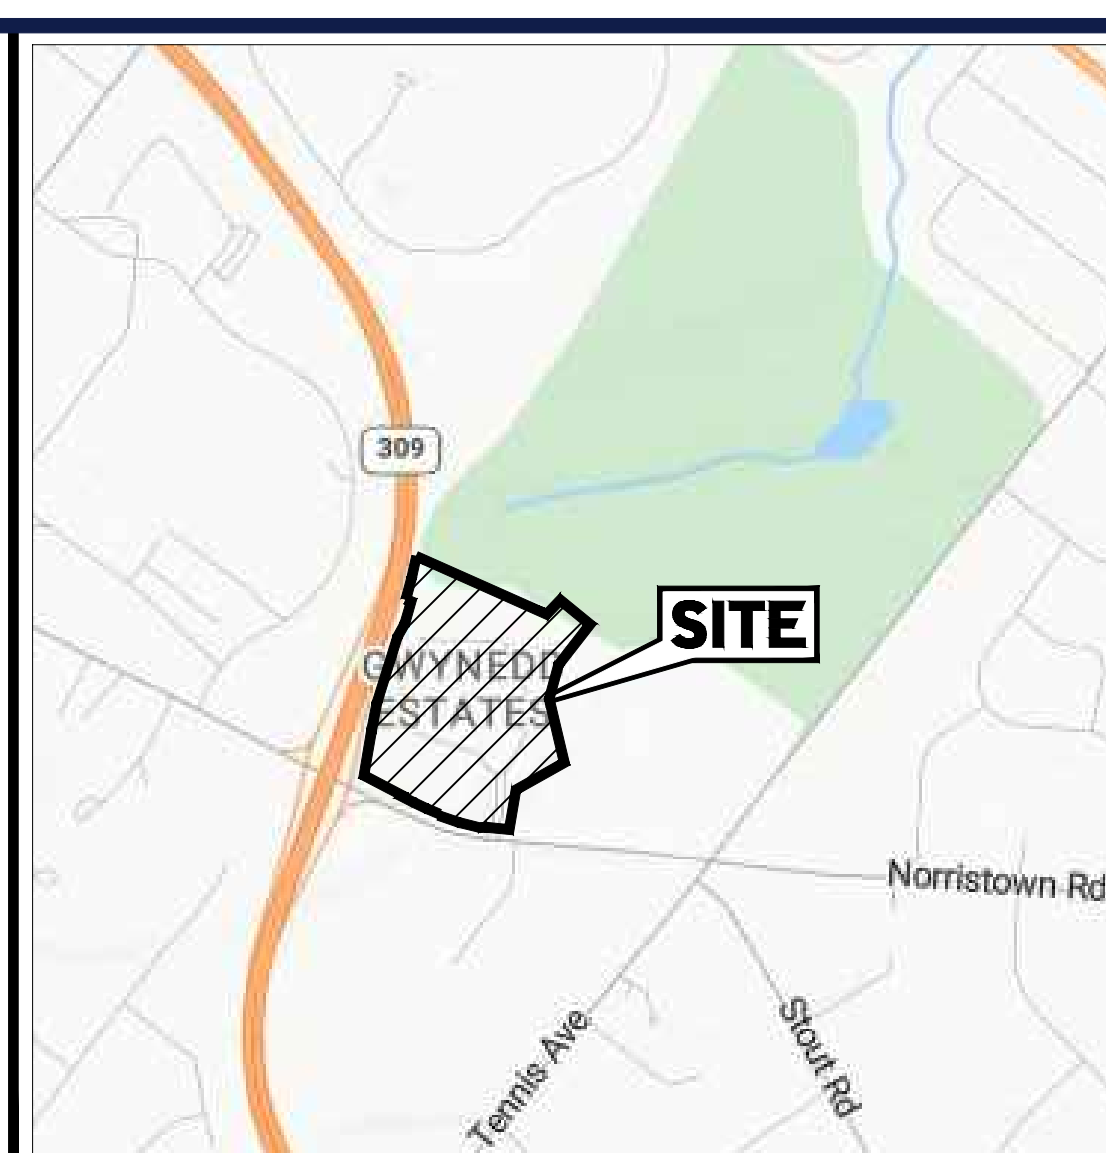 309
SITE
GWYNEDD
ESTATES
Norristown Rd
Stout Rd
Tennis Ave